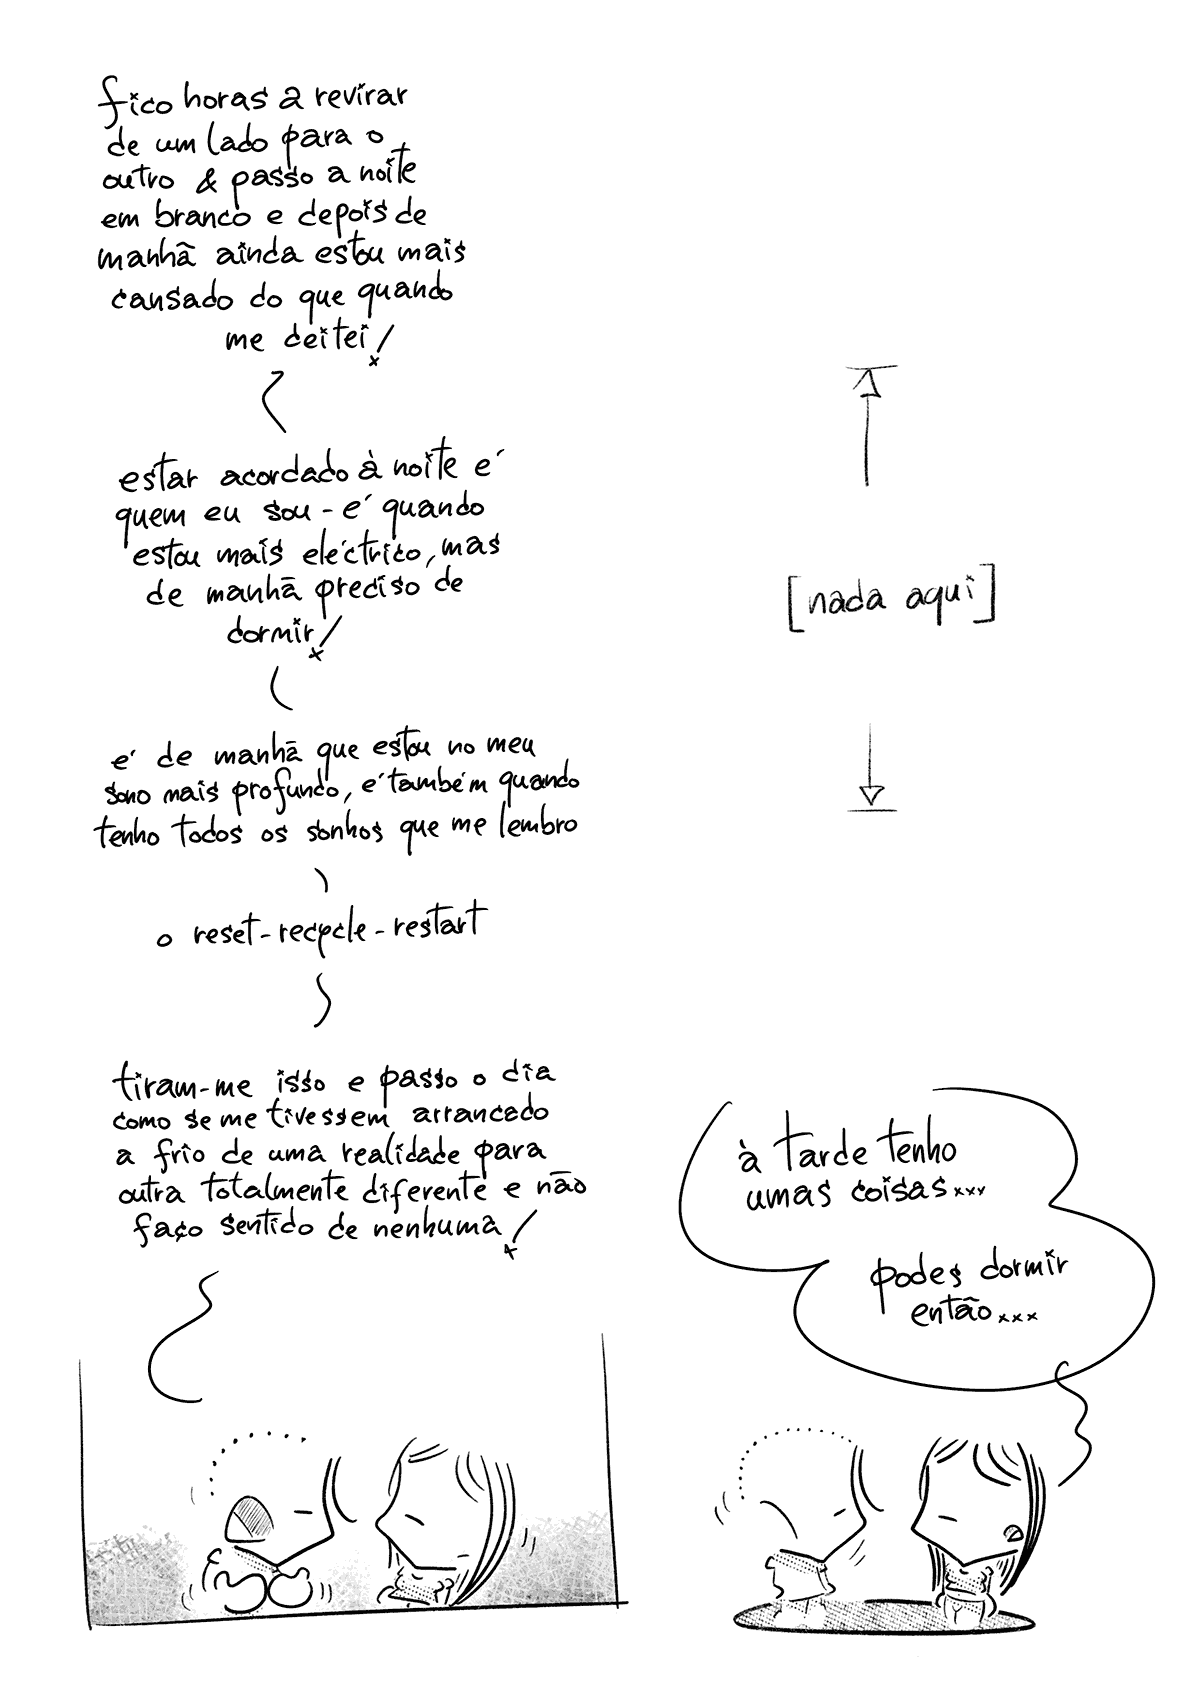 fico horas a revirar
de um lado para o
outro & passo a noite
em branco e depois de
manhã ainda estou mais
cansado do que quando
me deitei!
estar acordado à noite é
quem eu sou - é quando
estou mais eléctrico, mas
de manhã preciso de
dormir!
é de manhã que estou no meu
sono mais profundo, é também quando
tenho todos os sonhos que me lembro
o reset-recycle-restart
tiram-me isso e passo o dia
como se me tivessem arrancado
a frio de uma realidade para
outra totalmente diferente e não
faço sentido de nenhuma!
[nada aqui]
à tarde tenho
umas coisas...
podes dormir
então...